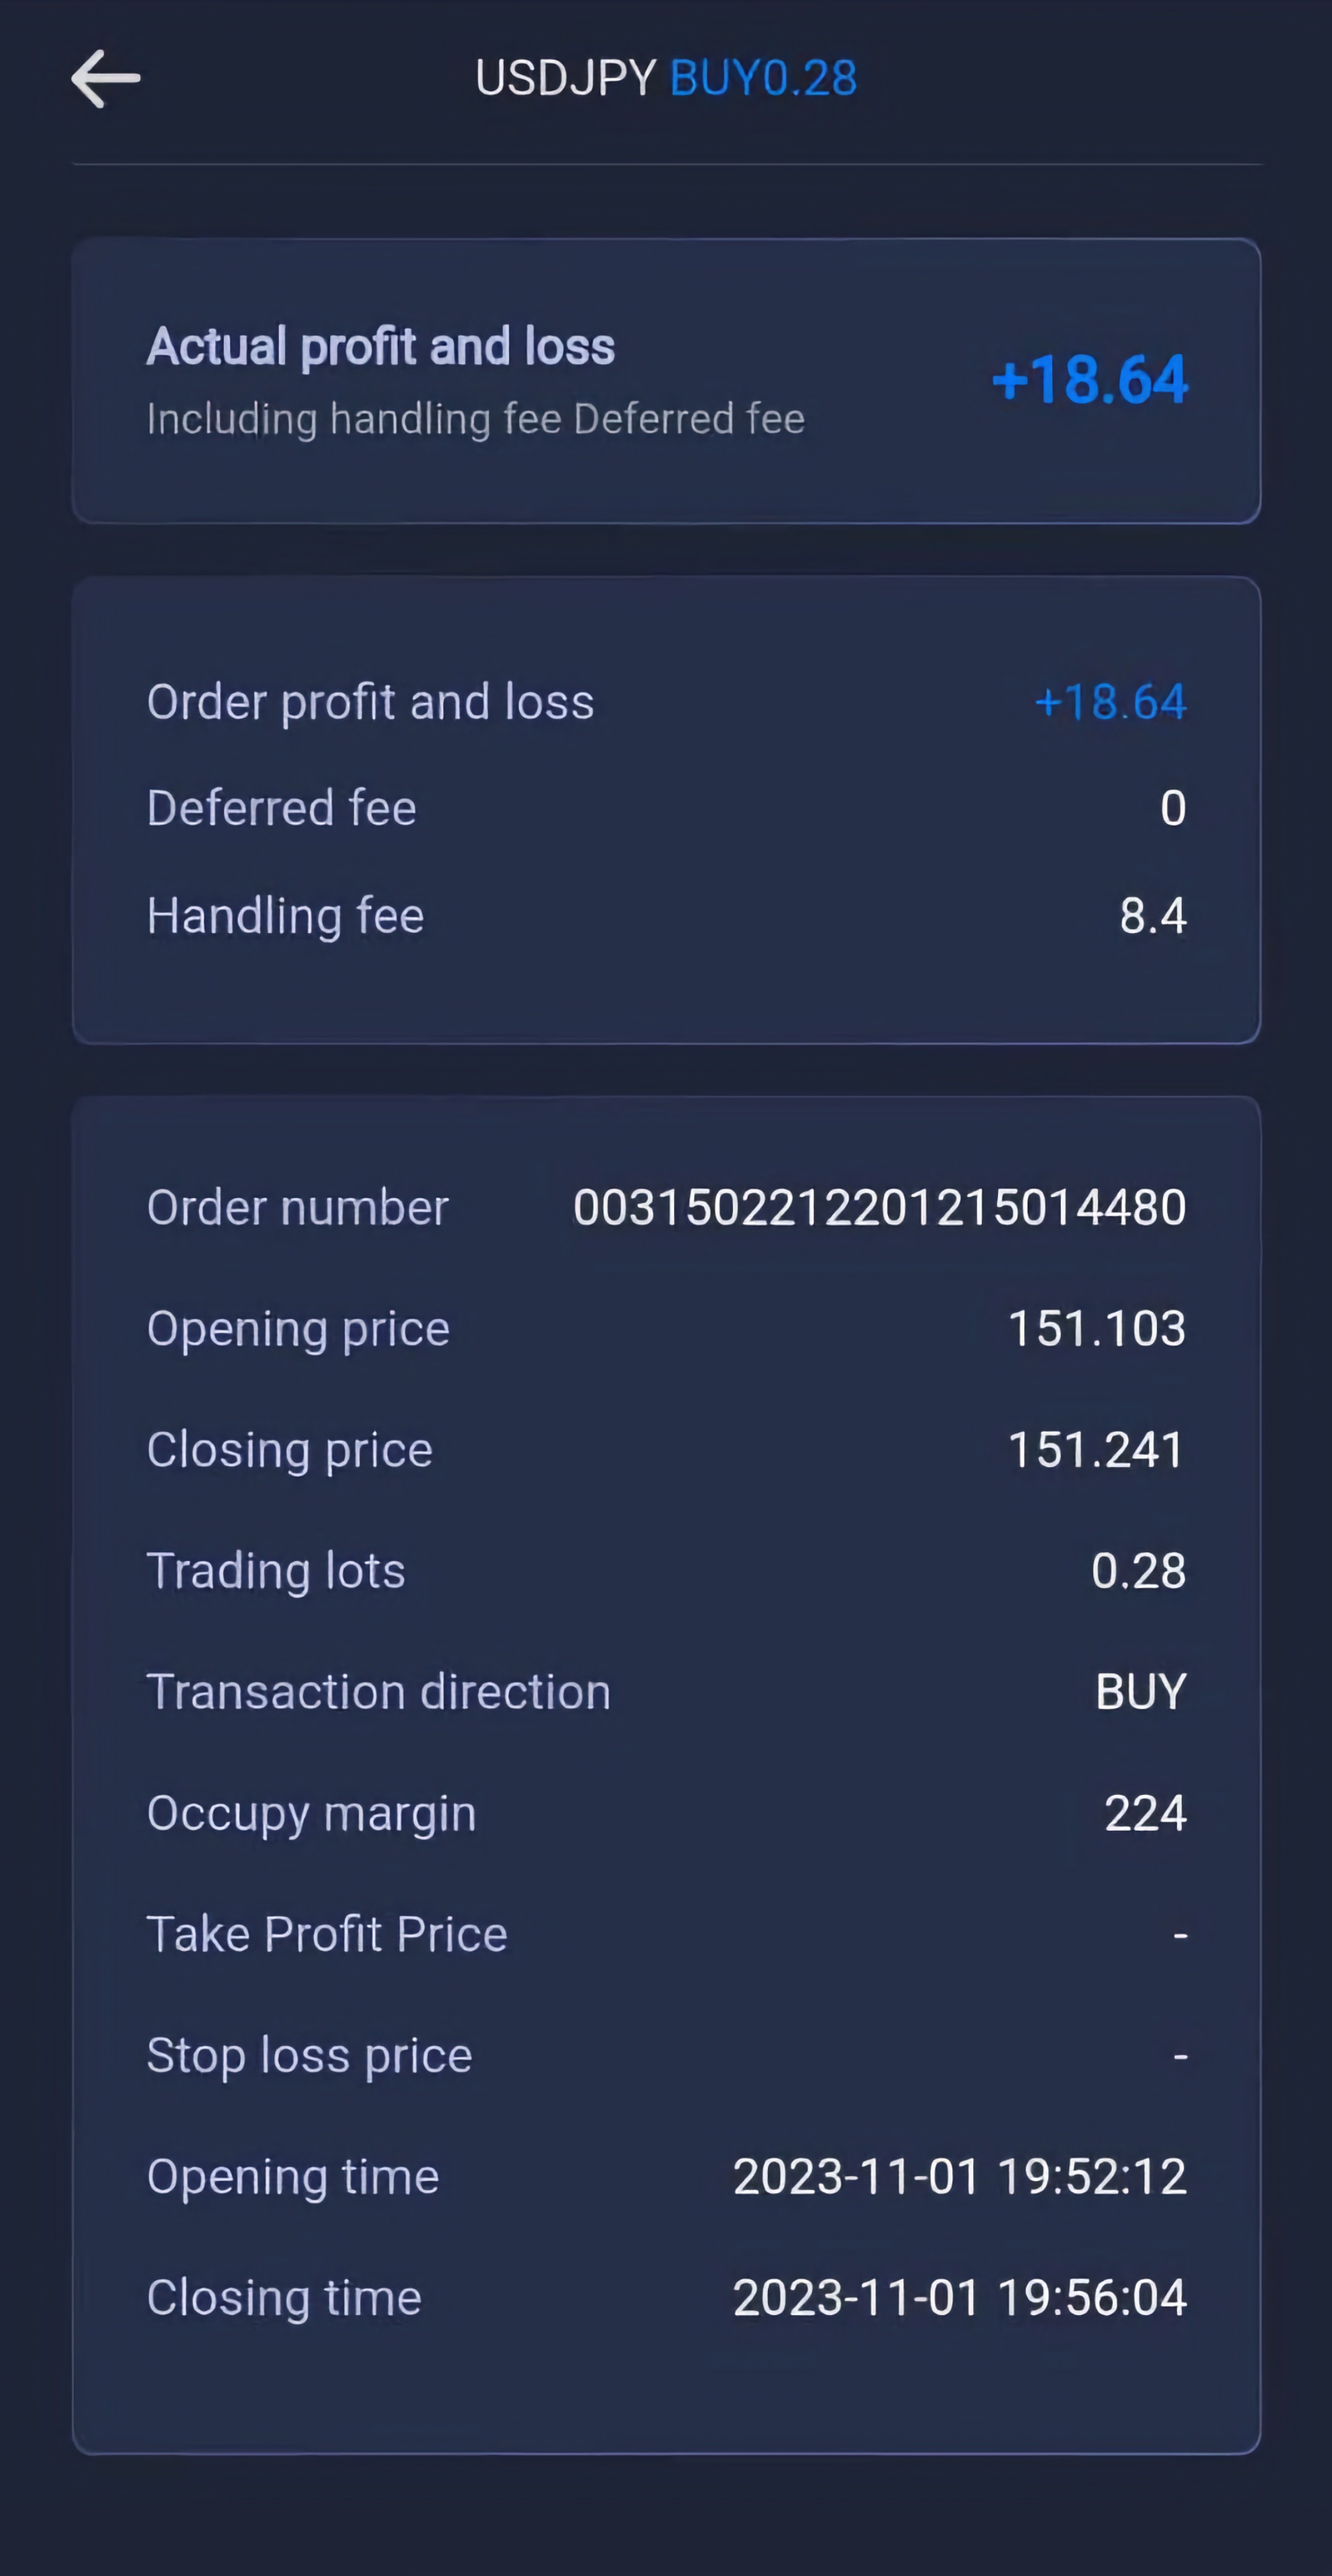 USDJPY BUY0.28
Actual profit and loss +18.64
Including handling fee Deferred fee
Order profit and loss +18.64
Deferred fee 0
Handling fee 8.4
Order number 0031502212201215014480
Opening price 151.103
Closing price 151.241
Trading lots 0.28
Transaction direction BUY
Occupy margin 224
Take Profit Price -
Stop loss price -
Opening time 2023-11-01 19:52:12
Closing time 2023-11-01 19:56:04